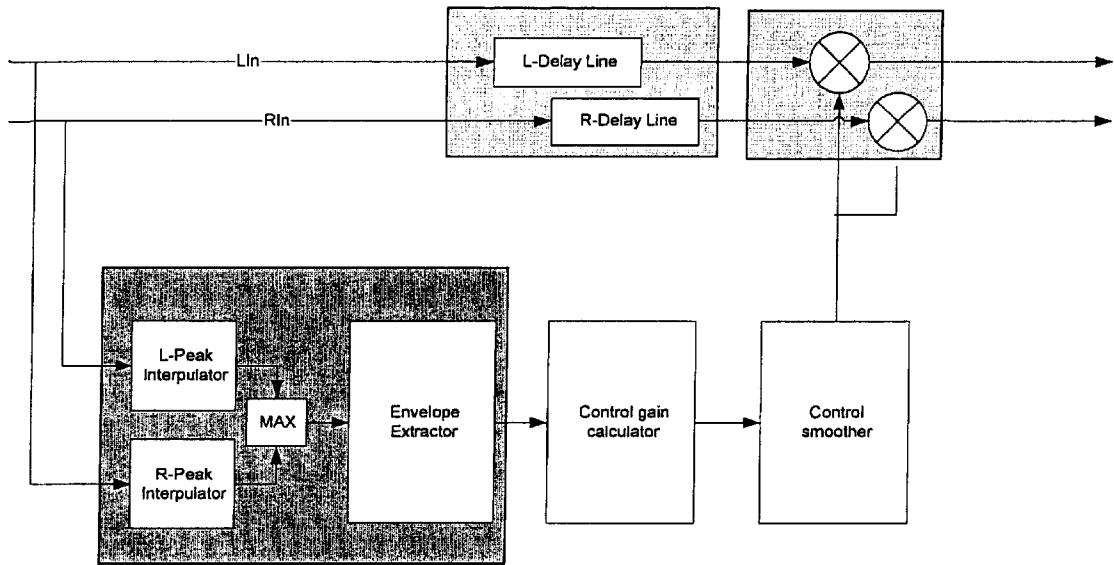 LIn
L-Delay Line
RIn
R-Delay Line
L-Peak
Interpulator
MAX
R-Peak
Interpulator
Envelope
Extractor
Control gain
calculator
Control
smoother